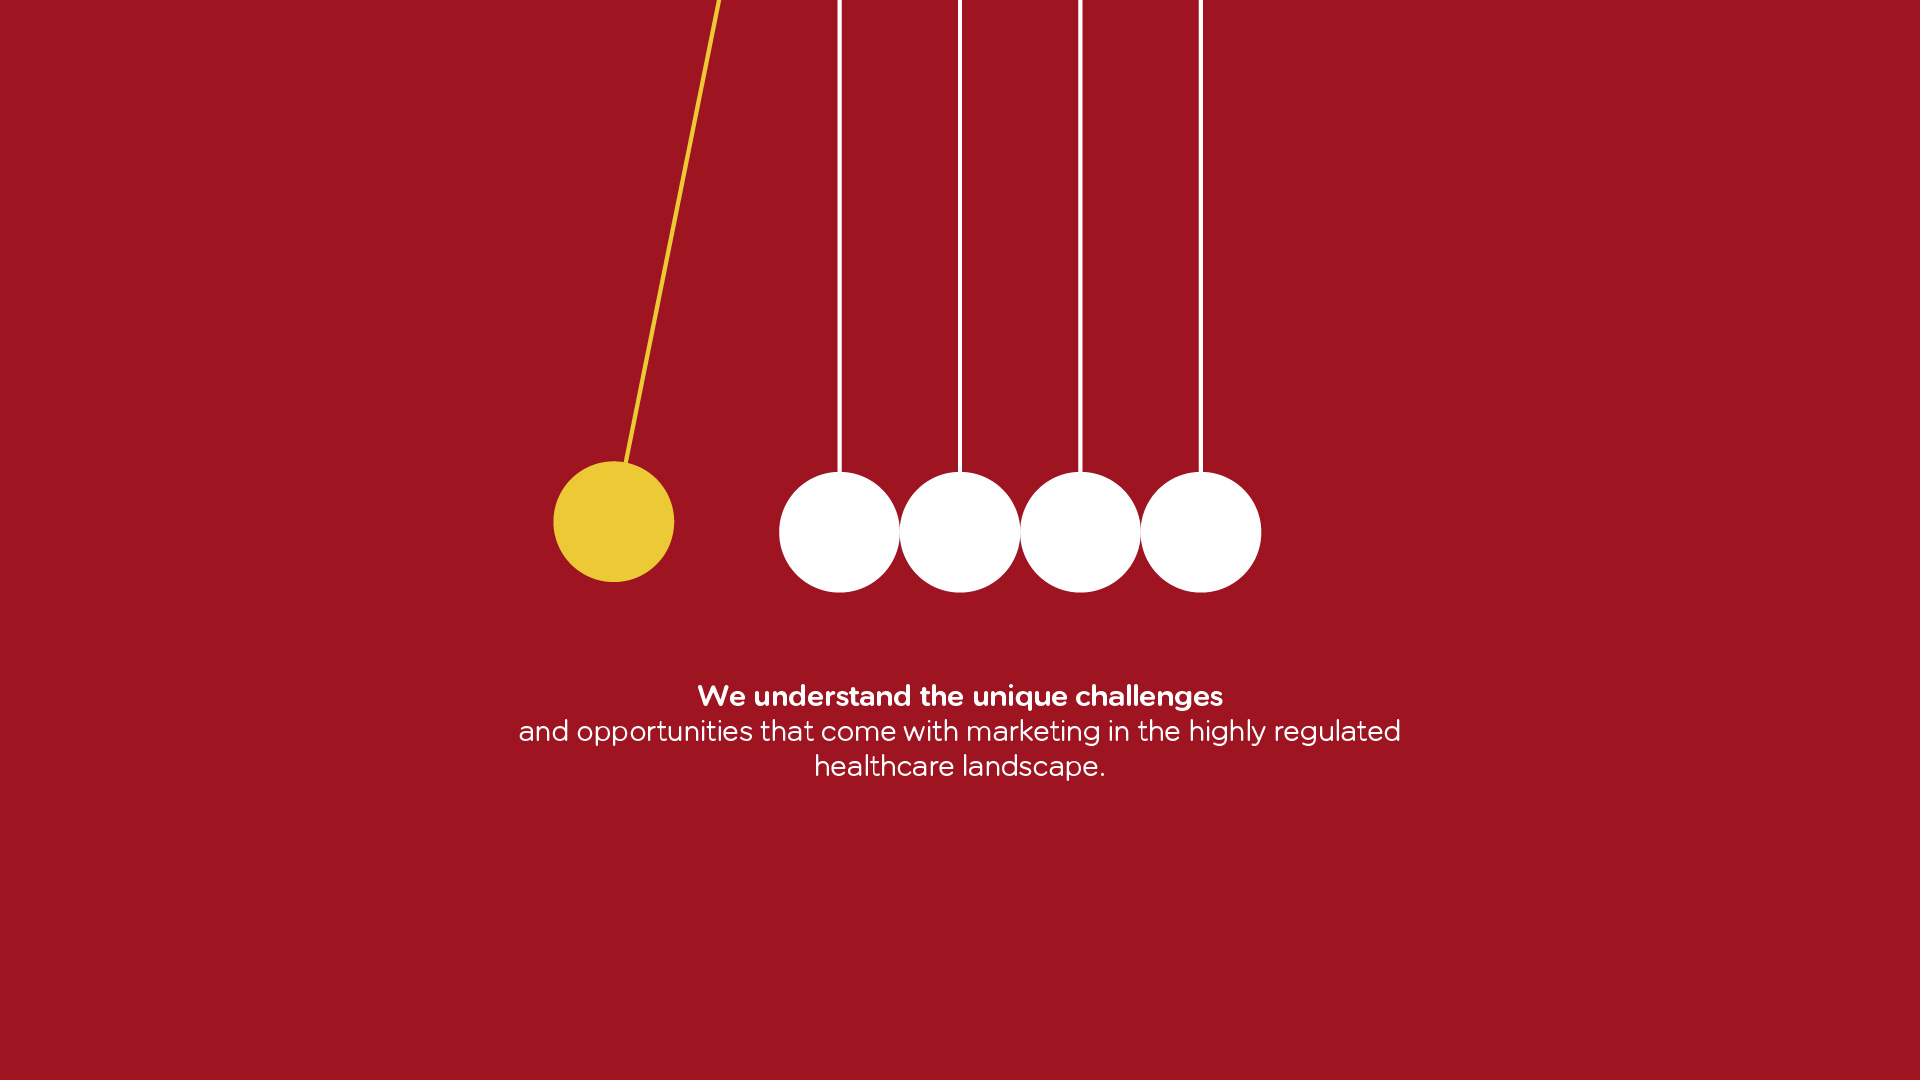 We understand the unique challenges
and opportunities that come with marketing in the highly regulated
healthcare landscape.